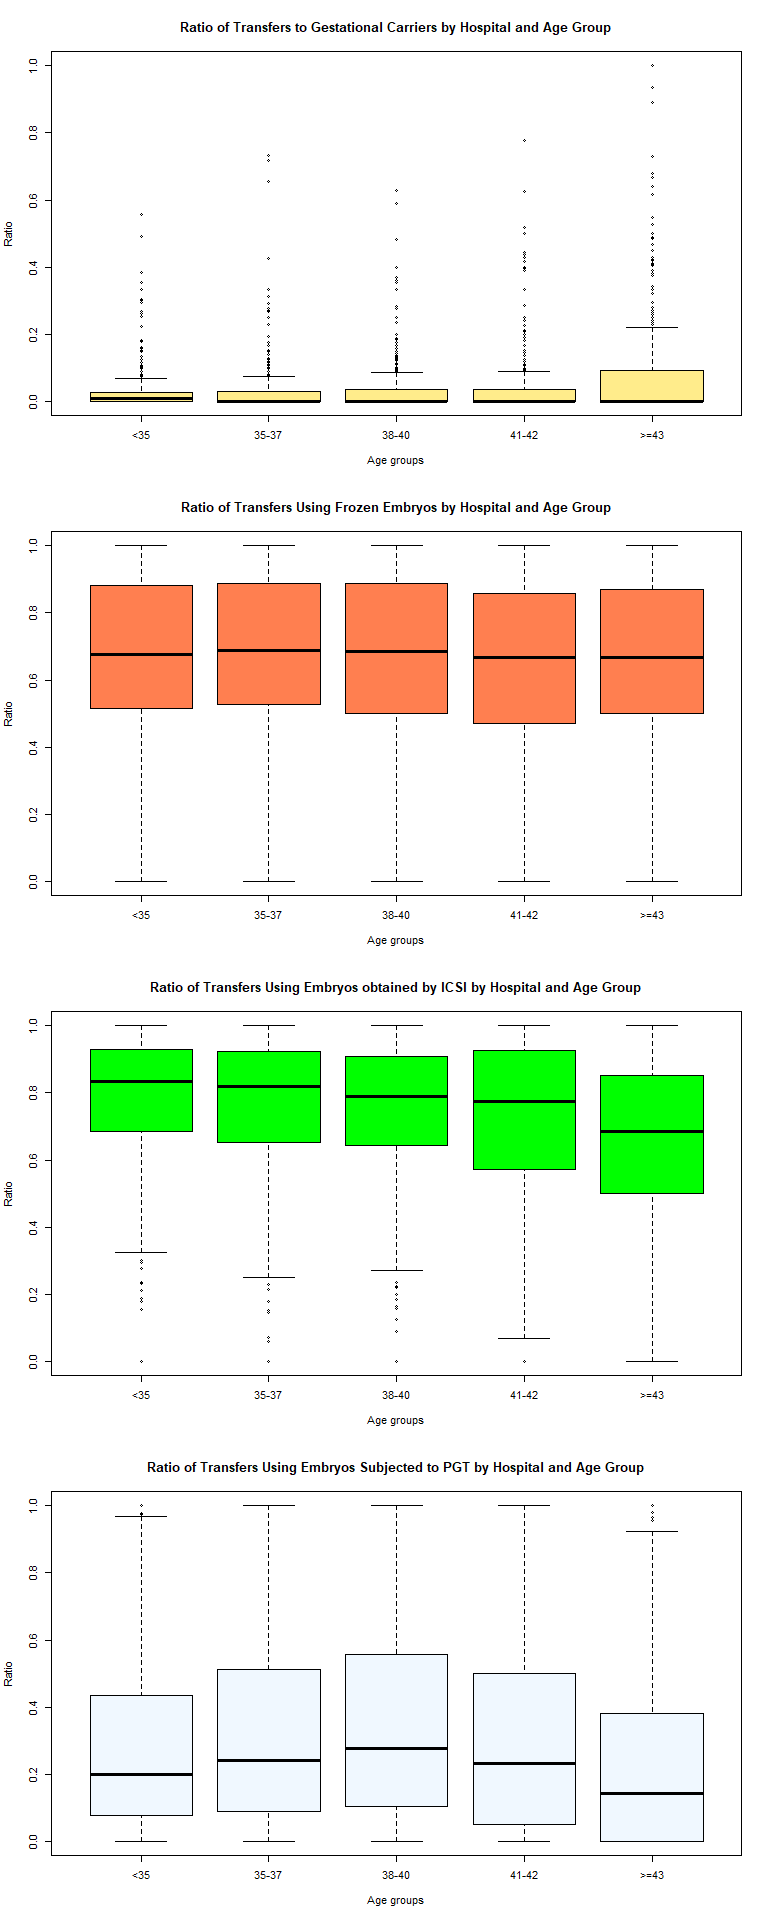 Ratio of Transfers to Gestational Carriers by Hospital and Age Group
1.0
0.8
0.6
0.4
0.2
0.0
Ratio
<35 35-37 38-40 41-42 >=43
Age groups
Ratio of Transfers Using Frozen Embryos by Hospital and Age Group
1.0
0.8
0.6
0.4
0.2
0.0
Ratio
<35 35-37 38-40 41-42 >=43
Age groups
Ratio of Transfers Using Embryos obtained by ICSI by Hospital and Age Group
1.0
0.8
0.6
0.4
0.2
0.0
Ratio
<35 35-37 38-40 41-42 >=43
Age groups
Ratio of Transfers Using Embryos Subjected to PGT by Hospital and Age Group
1.0
0.8
0.6
0.4
0.2
0.0
Ratio
<35 35-37 38-40 41-42 >=43
Age groups